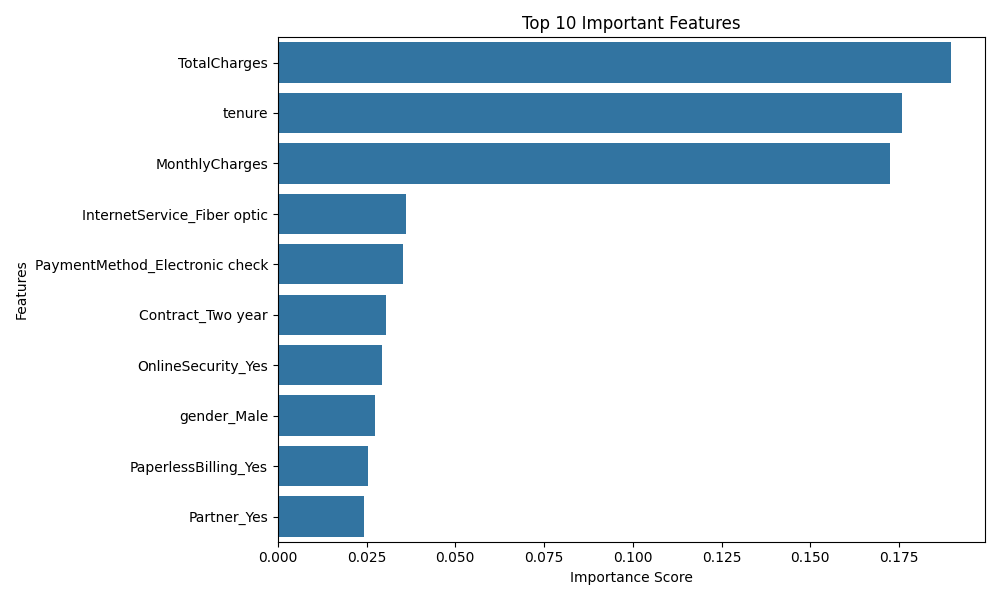 Top 10 Important Features
TotalCharges
tenure
MonthlyCharges
InternetService_Fiber optic
PaymentMethod_Electronic check
Contract_Two year
OnlineSecurity_Yes
gender_Male
PaperlessBilling_Yes
Partner_Yes
Features
0.000 0.025 0.050 0.075 0.100 0.125 0.150 0.175
Importance Score